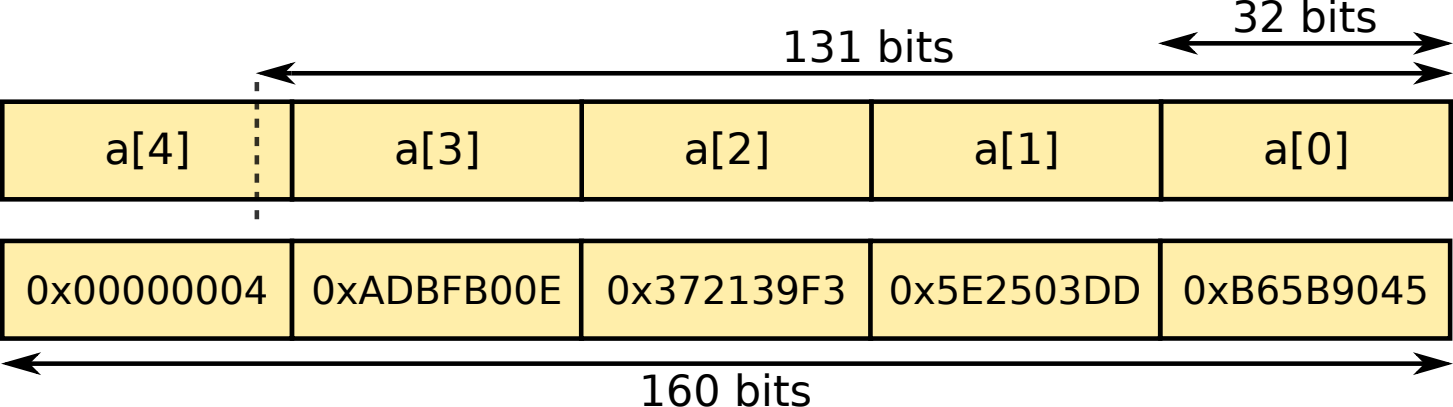 32 bits
131 bits
a[4] a[3] a[2] a[1] a[0]
0x00000004 0xADBFB00E 0x372139F3 0x5E2503DD 0xB65B9045
160 bits